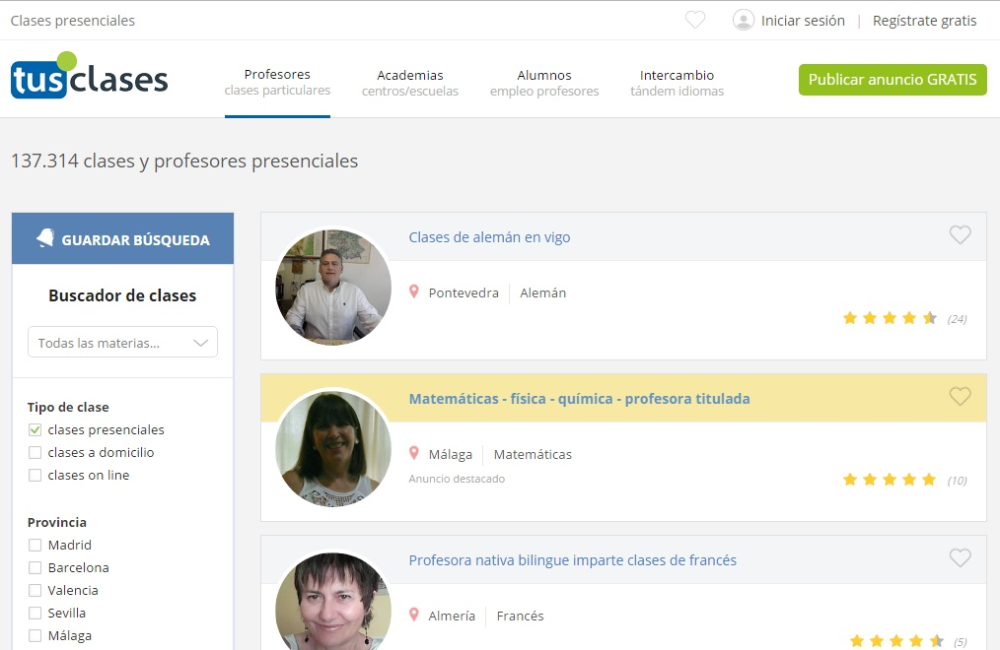 Clases presenciales
Iniciar sesión | Regístrate gratis
tusclases
Profesores
clases particulares
Academias
centros/escuelas
Alumnos
empleo profesores
Intercambio
tándem idiomas
Publicar anuncio GRATIS
137.314 clases y profesores presenciales
GUARDAR BÚSQUEDA
Buscador de clases
Todas las materias...
Tipo de clase
clases presenciales
clases a domicilio
clases on line
Provincia
Madrid
Barcelona
Valencia
Sevilla
Málaga
Clases de alemán en vigo
Pontevedra | Alemán
(24)
Matemáticas - física - química - profesora titulada
Málaga | Matemáticas
Anuncio destacado
(10)
Profesora nativa bilingue imparte clases de francés
Almería | Francés
(5)